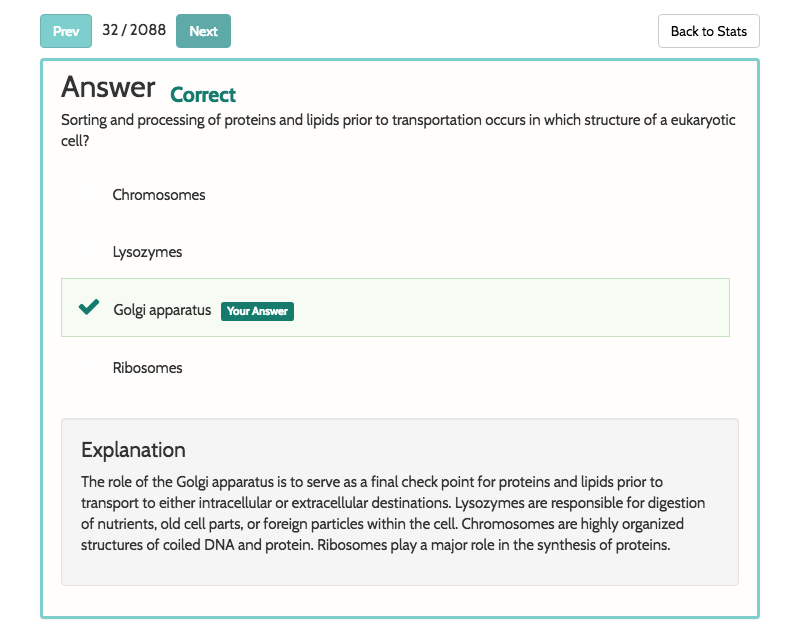 Prev 32 / 2088 Next Back to Stats
Answer Correct
Sorting and processing of proteins and lipids prior to transportation occurs in which structure of a eukaryotic
cell?
Chromosomes
Lysozymes
Golgi apparatus Your Answer
Ribosomes
Explanation
The role of the Golgi apparatus is to serve as a final check point for proteins and lipids prior to
transport to either intracellular or extracellular destinations. Lysozymes are responsible for digestion
of nutrients, old cell parts, or foreign particles within the cell. Chromosomes are highly organized
structures of coiled DNA and protein. Ribosomes play a major role in the synthesis of proteins.